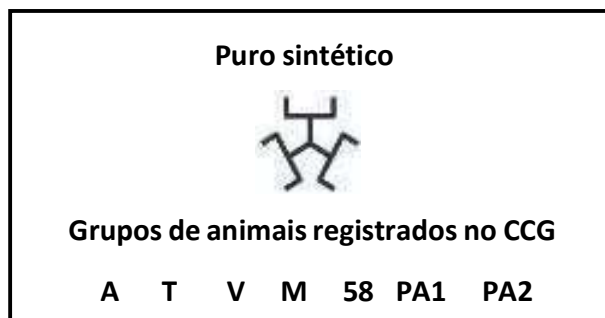 Puro sintético
Grupos de animais registrados no CCG
A T V M 58 PA1 PA2